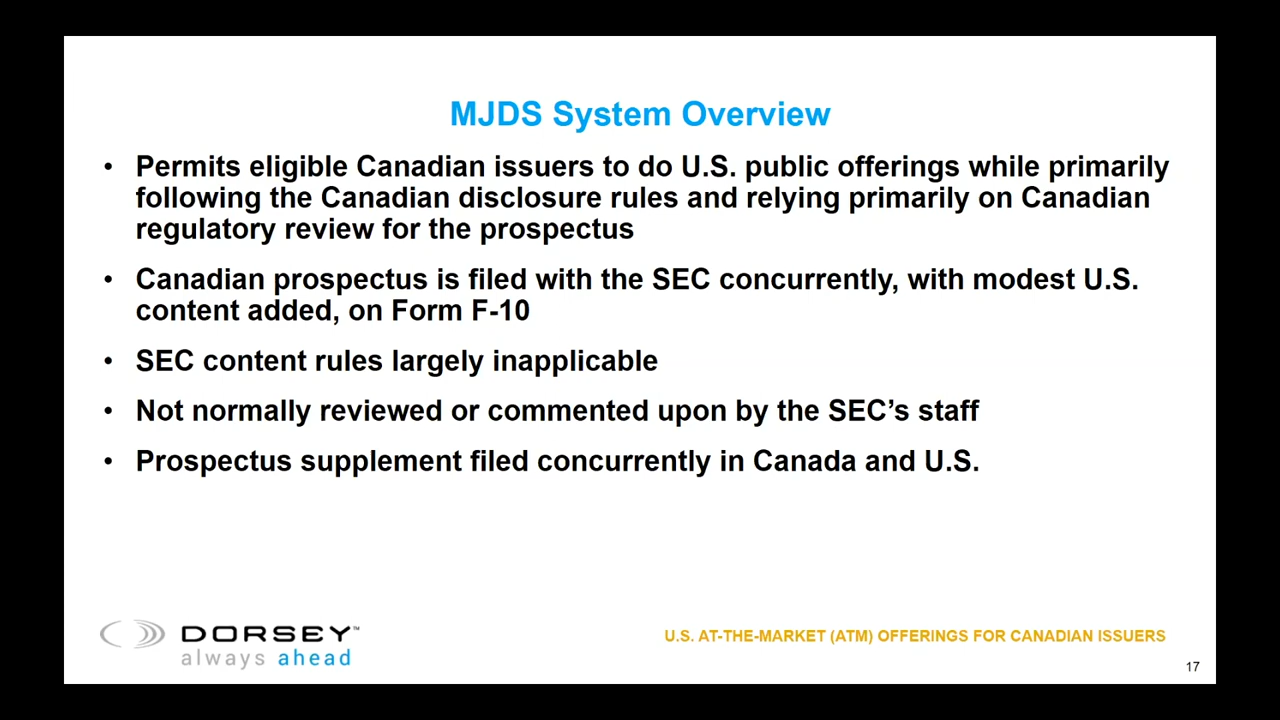 MJDS System Overview
• Permits eligible Canadian issuers to do U.S. public offerings while primarily
following the Canadian disclosure rules and relying primarily on Canadian
regulatory review for the prospectus
• Canadian prospectus is filed with the SEC concurrently, with modest U.S.
content added, on Form F-10
• SEC content rules largely inapplicable
• Not normally reviewed or commented upon by the SEC’s staff
• Prospectus supplement filed concurrently in Canada and U.S.
DORSEY™
always ahead
U.S. AT-THE-MARKET (ATM) OFFERINGS FOR CANADIAN ISSUERS
17